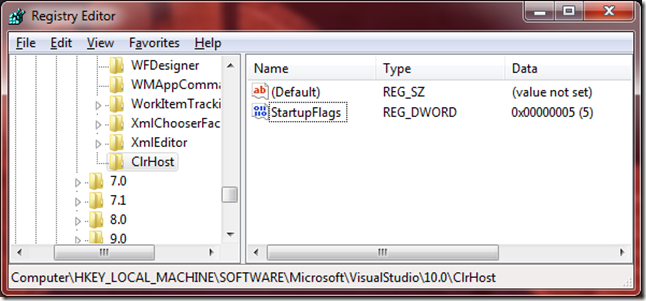 Registry Editor
File Edit View Favorites Help
WFDesigner
WMAppComma
WorkItemTracki
XmlChooserFac
XmlEditor
ClrHost
7.0
7.1
8.0
9.0
Name Type Data
ab (Default) REG_SZ (value not set)
StartupFlags REG_DWORD 0x00000005 (5)
Computer\HKEY_LOCAL_MACHINE\SOFTWARE\Microsoft\VisualStudio\10.0\ClrHost